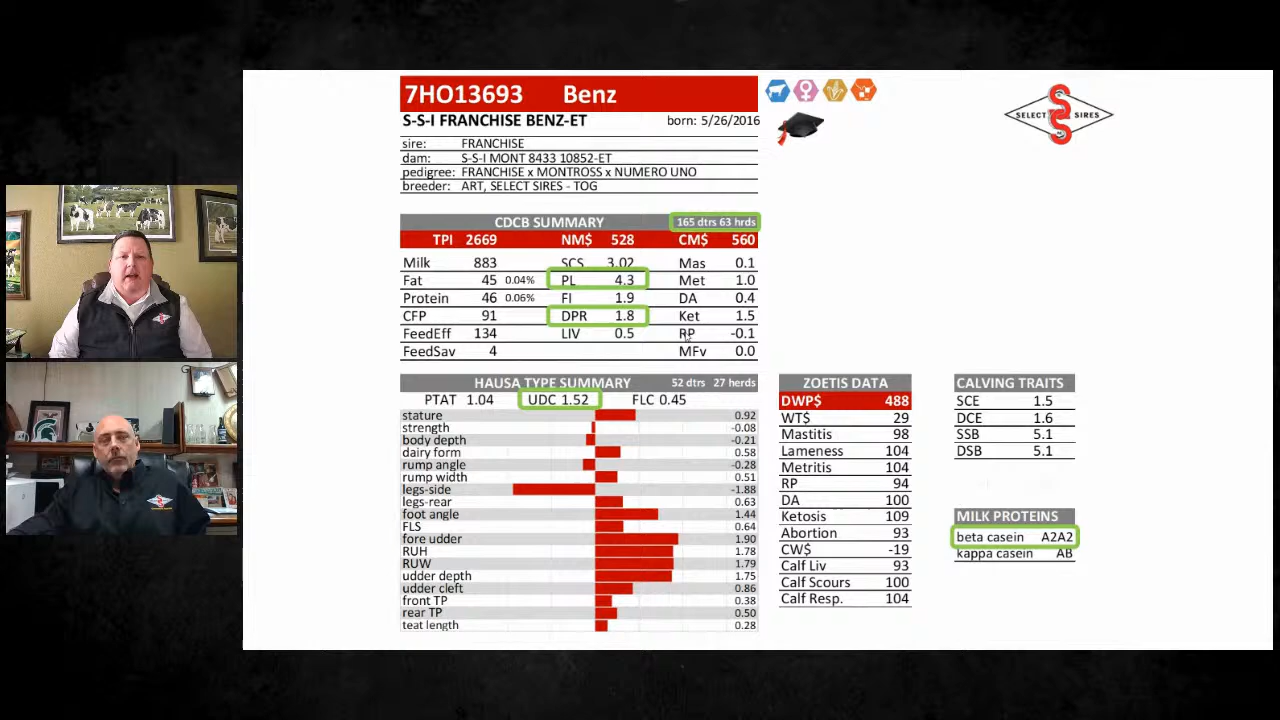 7HO13693 Benz
S-S-I FRANCHISE BENZ-ET born: 5/26/2016
sire: FRANCHISE
dam: S-S-I MONT 8433 10852-ET
pedigree: FRANCHISE x MONTROSS x NUMERO UNO
breeder: ART, SELECT SIRES - TOG
SELECT SIRES
CDCB SUMMARY 165 dtrs 63 hrds
TPI 2669 NM$ 528 CM$ 560
Milk 883 SCS 3.02 Mas 0.1
Fat 45 0.04% PL 4.3 Met 1.0
Protein 46 0.06% FI 1.9 DA 0.4
CFP 91 DPR 1.8 Ket 1.5
FeedEff 134 LIV 0.5 RP -0.1
FeedSav 4 MFv 0.0
HAUSA TYPE SUMMARY 52 dtrs 27 herds
PTAT 1.04 UDC 1.52 FLC 0.45
stature 0.92
strength -0.08
body depth -0.21
dairy form 0.58
rump angle -0.28
rump width 0.51
legs-side -1.88
legs-rear 0.63
foot angle 1.44
FLS 0.64
fore udder 1.90
RUH 1.78
RUW 1.79
udder depth 1.75
udder cleft 0.86
front TP 0.38
rear TP 0.50
teat length 0.28
ZOETIS DATA
DWP$ 488
WT$ 29
Mastitis 98
Lameness 104
Metritis 104
RP 94
DA 100
Ketosis 109
Abortion 93
CW$ -19
Calf Liv 93
Calf Scours 100
Calf Resp. 104
CALVING TRAITS
SCE 1.5
DCE 1.6
SSB 5.1
DSB 5.1
MILK PROTEINS
beta casein A2A2
kappa casein AB